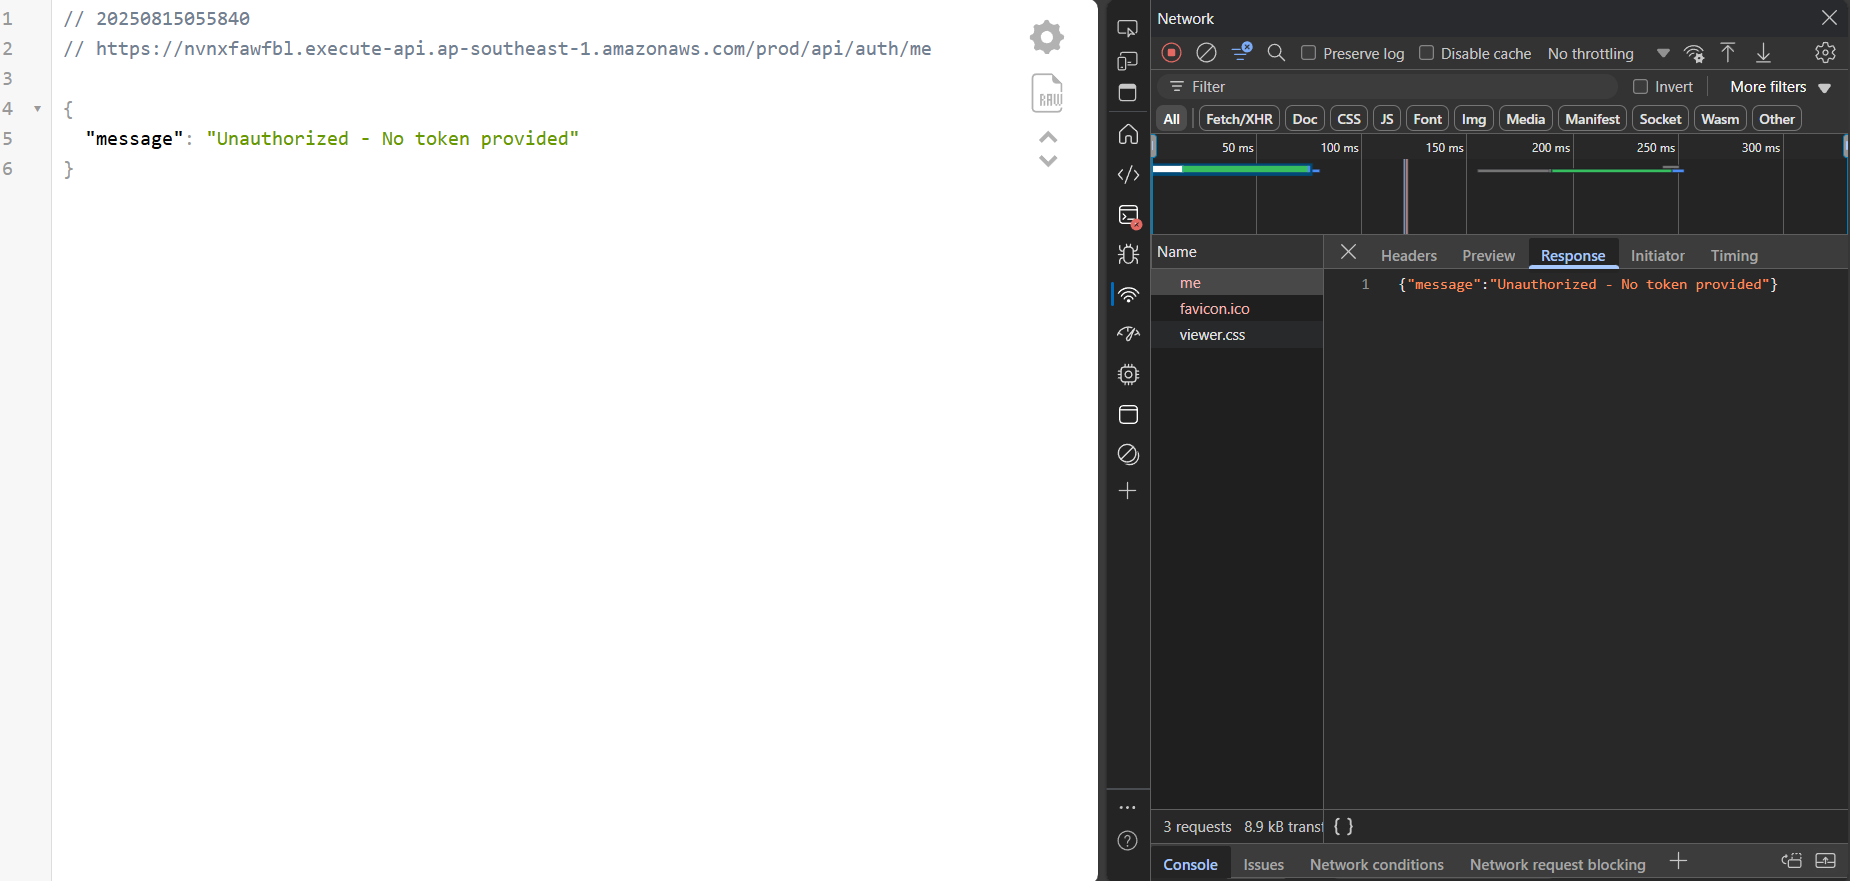 1 // 20250815055840
2 // https://nvnxfawfbl.execute-api.ap-southeast-1.amazonaws.com/prod/api/auth/me
3
4 {
5 "message": "Unauthorized - No token provided"
6 }
RAW
Network
Preserve log Disable cache No throttling
Filter Invert More filters
All Fetch/XHR Doc CSS JS Font Img Media Manifest Socket Wasm Other
50 ms 100 ms 150 ms 200 ms 250 ms 300 ms
Name Headers Preview Response Initiator Timing
me
favicon.ico
viewer.css
1 {"message":"Unauthorized - No token provided"}
3 requests 8.9 kB transf { }
Console Issues Network conditions Network request blocking